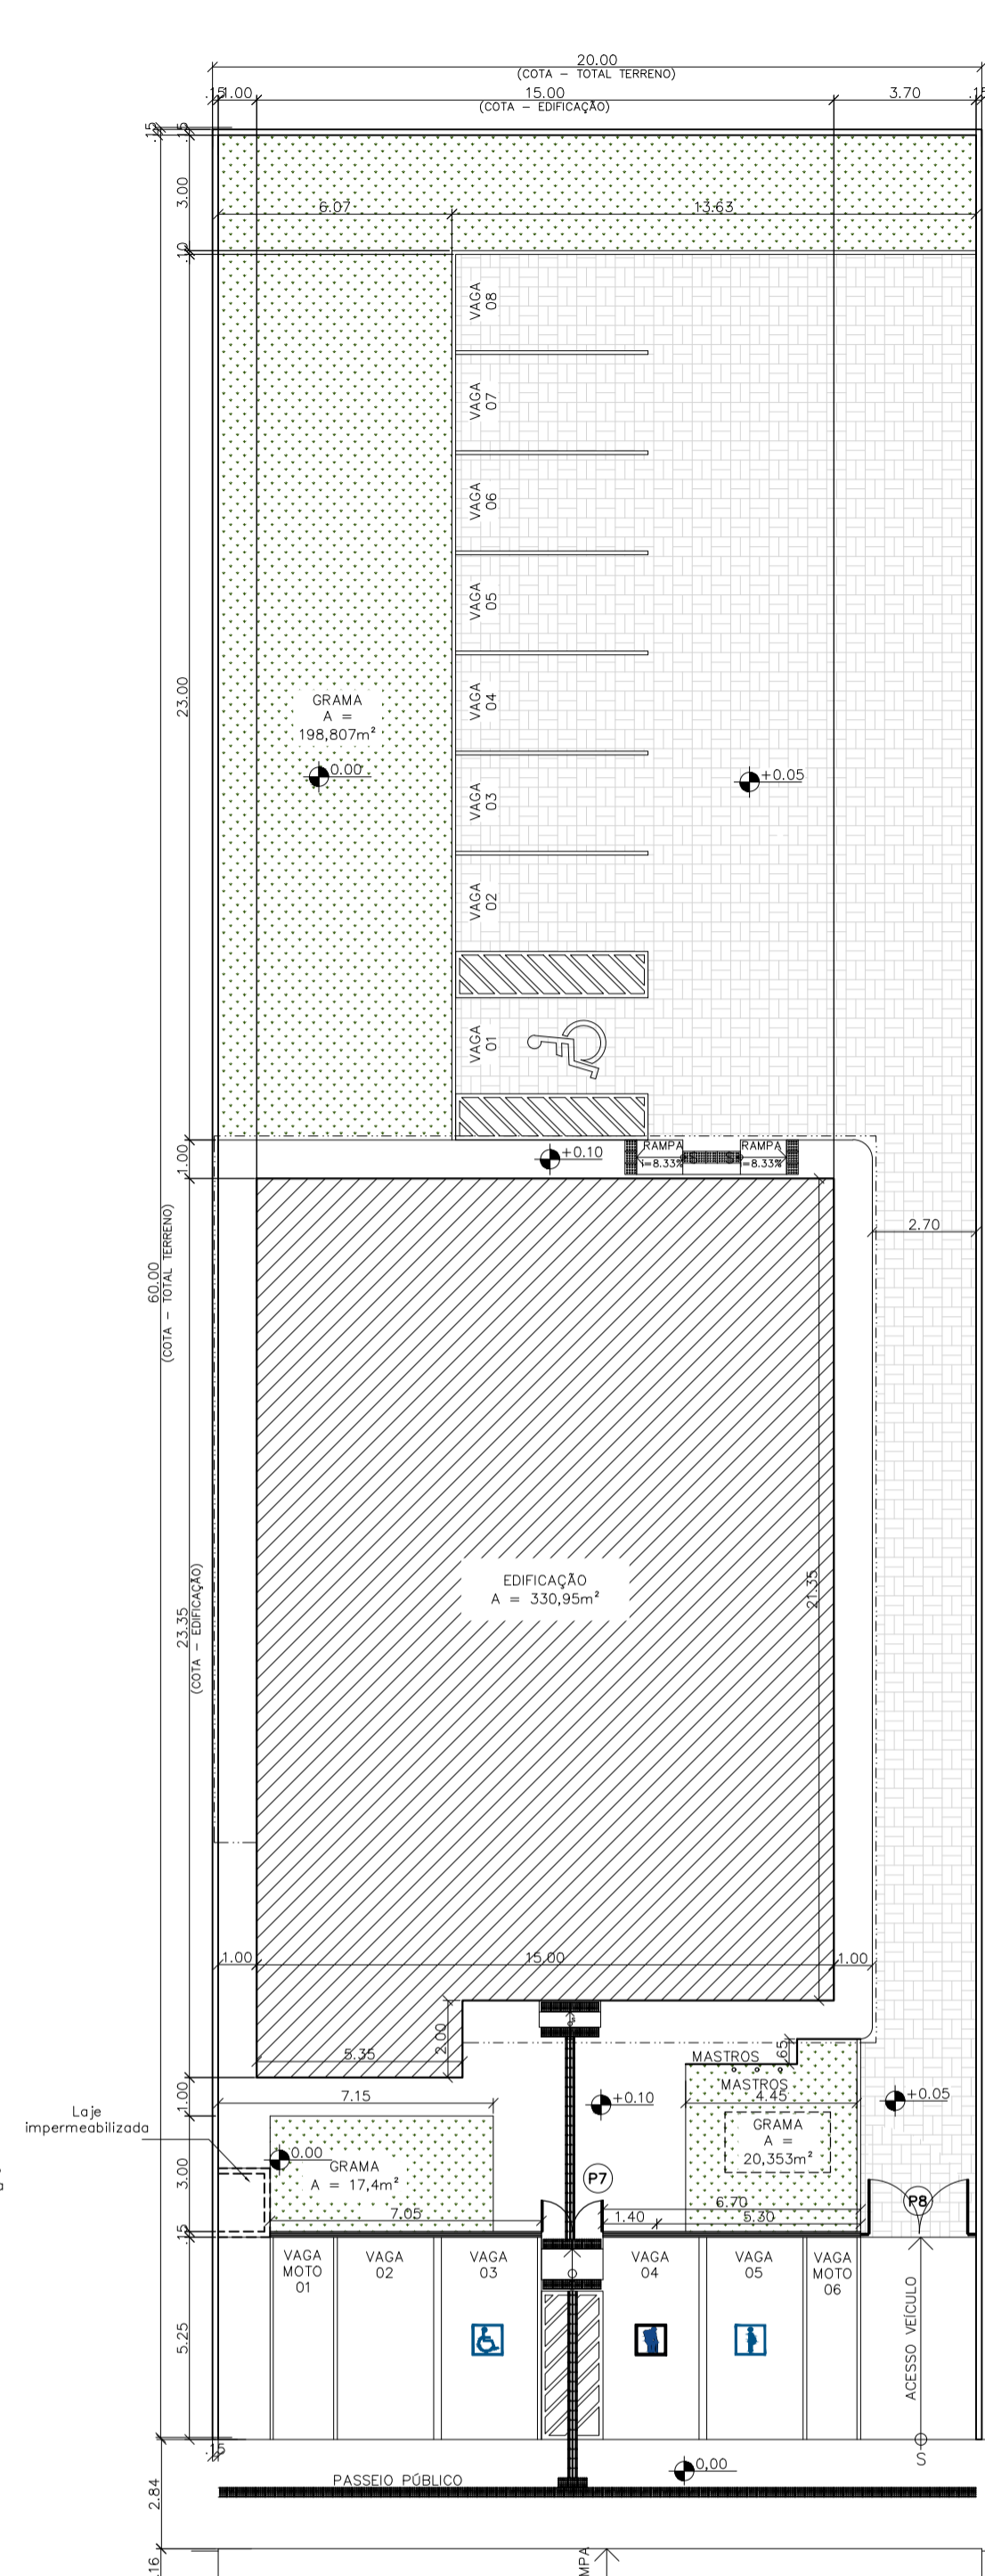 20.00
(COTA - TOTAL TERRENO)
.15
1.00
15.00
3.70
(COTA - EDIFICAÇÃO)
.15
.15
3.00
6.07
13.63
.10
VAGA
08
VAGA
07
VAGA
06
VAGA
05
23.00
GRAMA
A =
198,807m²
0.00
VAGA
04
+0.05
VAGA
03
VAGA
02
VAGA
01
1.00
+0.10
RAMPA
i=8.33%
RAMPA
i=8.33%
2.70
60.00
(COTA - TOTAL TERRENO)
EDIFICAÇÃO
A = 330,95m²
21.35
23.35
(COTA - EDIFICAÇÃO)
1.00
15.00
1.00
2.00
5.35
.65
MASTROS
MASTROS
4.45
1.00
7.15
+0.10
+0.05
Laje
impermeabilizada
GRAMA
A =
20,353m²
0.00
GRAMA
A = 17,4m²
3.00
P7
P8
7.05
6.70
1.40
5.30
.15
VAGA
MOTO
01
VAGA
02
VAGA
03
VAGA
04
VAGA
05
VAGA
MOTO
06
5.25
ACESSO VEÍCULO
.15
S
0,00
PASSEIO PÚBLICO
2.84
.16
MPA